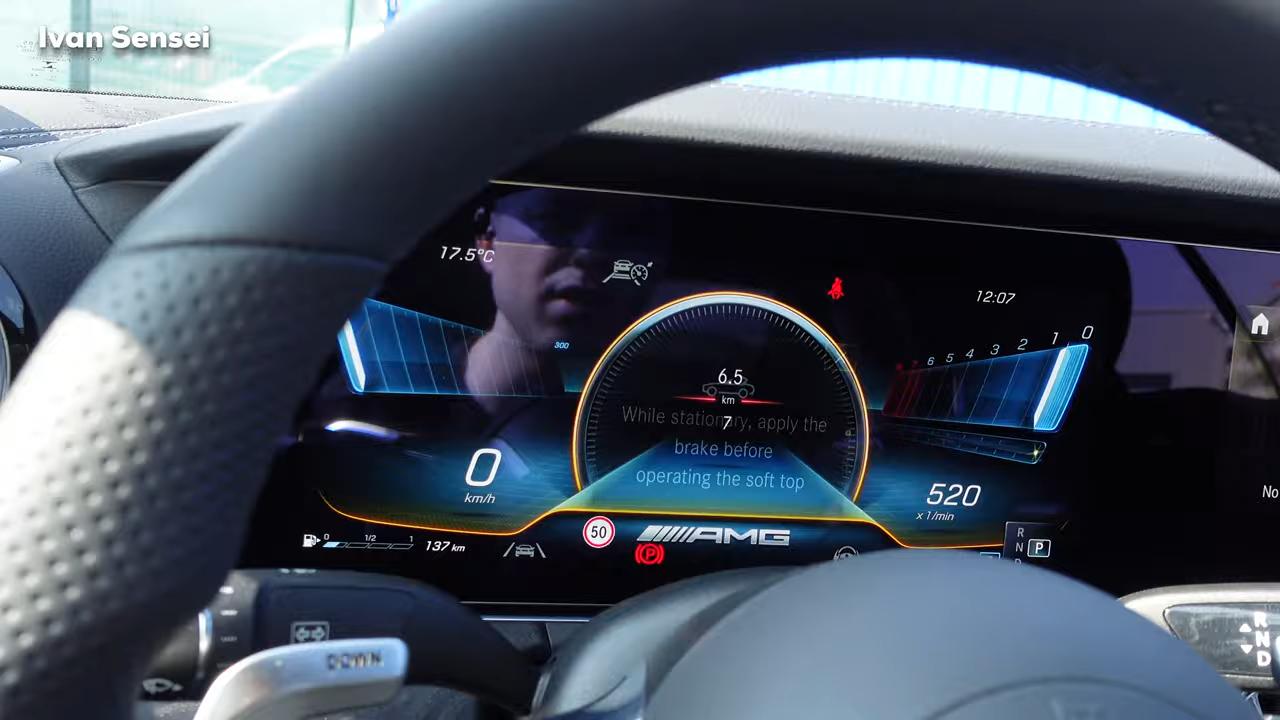 Ivan Sensei
17.5°C
12:07
300
6 5 4 3 2 1 0
6.5
km
7
While stationary, apply the
brake before
operating the soft top
0
km/h
520
x 1/min
50
AMG
P
0 1/2 1
137 km
R
N
P
No
DOWN
R
N
D